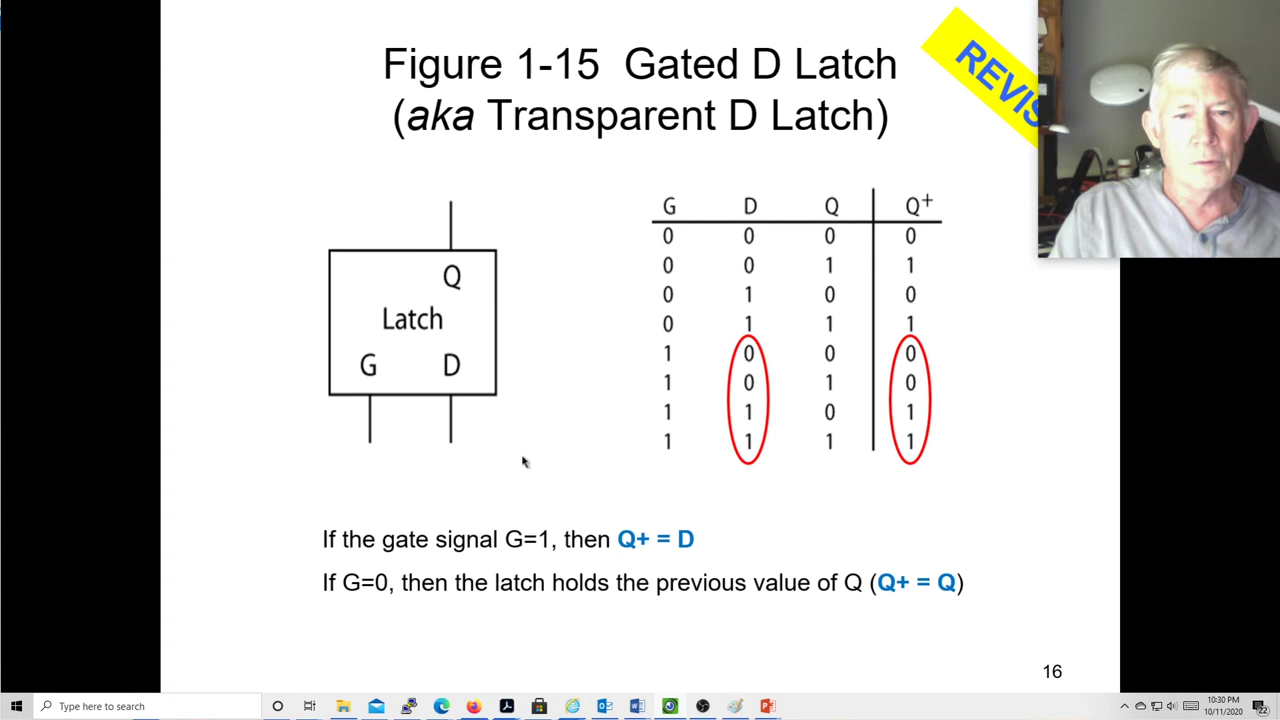 Figure 1-15 Gated D Latch
(aka Transparent D Latch)
REVIS
G D Q Q+
0 0 0 0
0 0 1 1
0 1 0 0
0 1 1 1
1 0 0 0
1 0 1 0
1 1 0 1
1 1 1 1
Q
Latch
G D
If the gate signal G=1, then Q+ = D
If G=0, then the latch holds the previous value of Q (Q+ = Q)
16
Type here to search
10:30 PM
10/11/2020
22